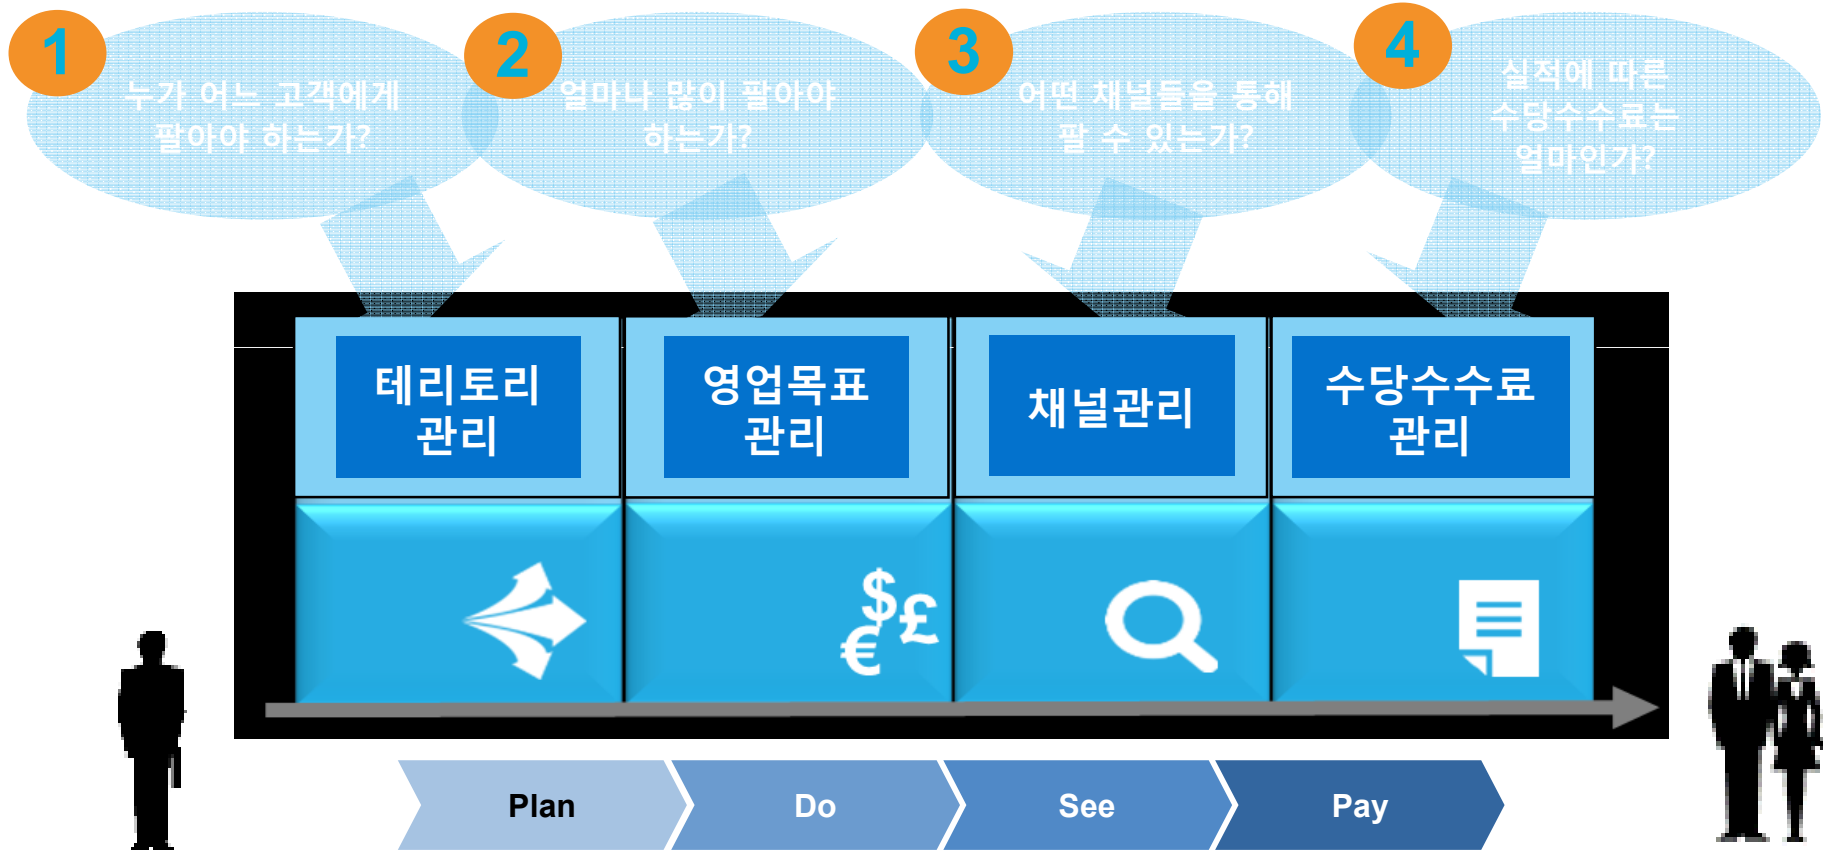 1
누가 어느 고객에게
팔아야 하는가?
2
얼마나 많이 팔아야
하는가?
3
어떤 채널들을 통해
팔 수 있는가?
4
실적에 따른
수당수수료는
얼마인가?
테리토리
관리
영업목표
관리
채널관리
수당수수료
관리
$
£
€
Plan
Do
See
Pay